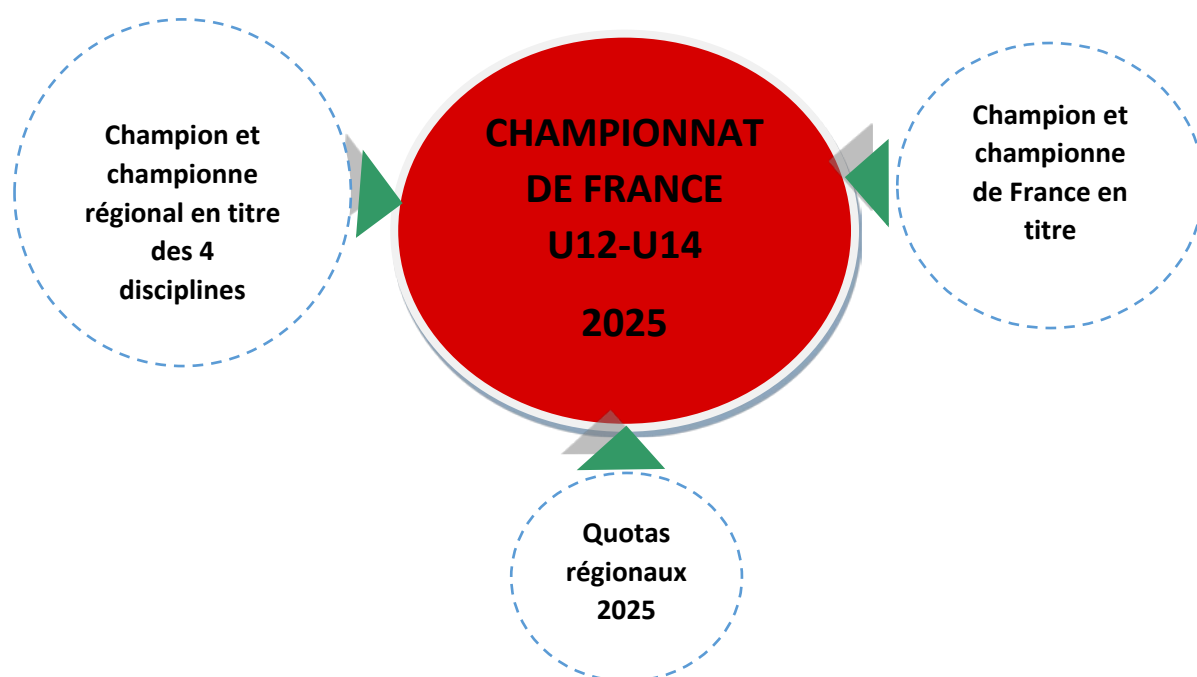 Champion et
championne
régional en titre
des 4
disciplines
CHAMPIONNAT
DE FRANCE
U12-U14
2025
Champion et
championne
de France en
titre
Quotas
régionaux
2025